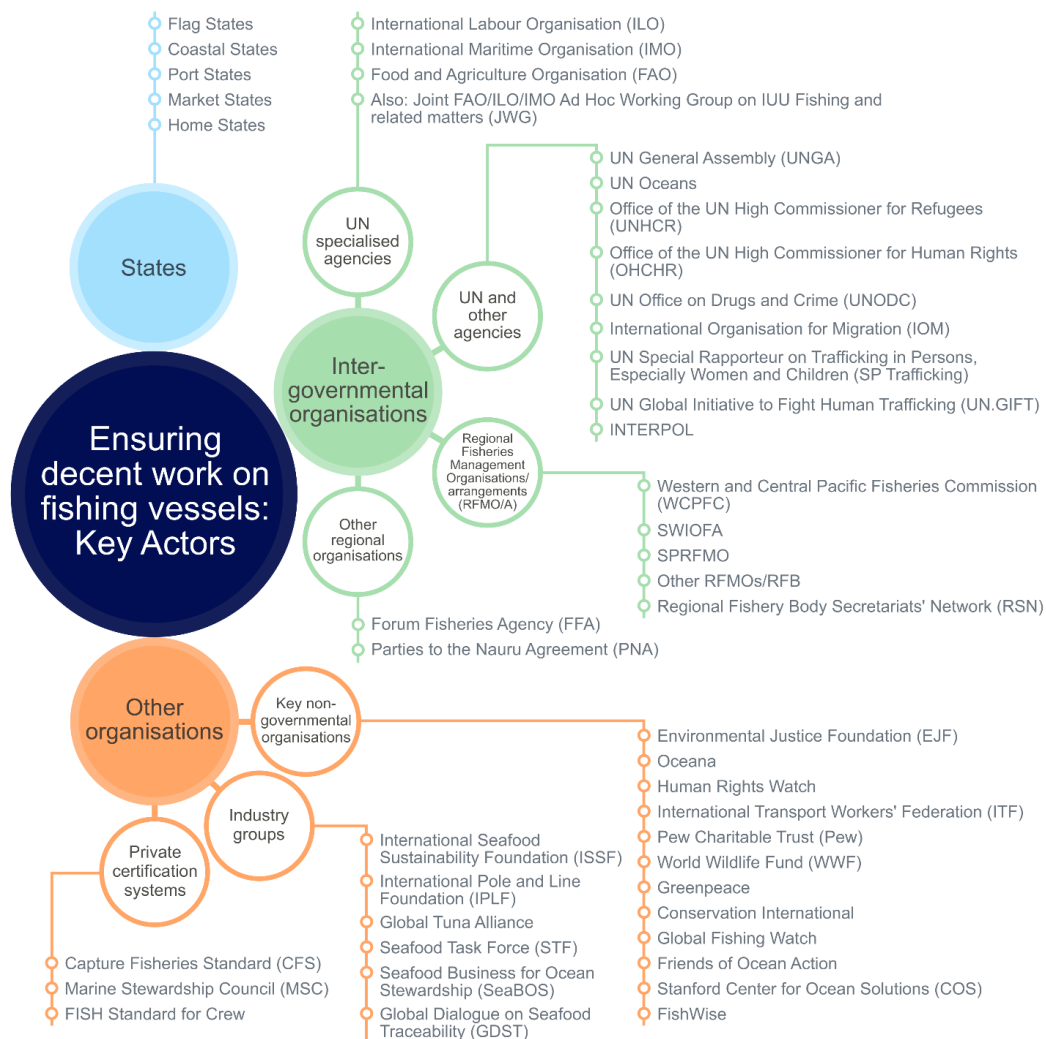 Flag States
Coastal States
Port States
Market States
Home States
States
International Labour Organisation (ILO)
International Maritime Organisation (IMO)
Food and Agriculture Organisation (FAO)
Also: Joint FAO/ILO/IMO Ad Hoc Working Group on IUU Fishing and
related matters (JWG)
UN
specialised
agencies
UN General Assembly (UNGA)
UN Oceans
Office of the UN High Commissioner for Refugees
(UNHCR)
Office of the UN High Commissioner for Human Rights
(OHCHR)
UN Office on Drugs and Crime (UNODC)
International Organisation for Migration (IOM)
UN Special Rapporteur on Trafficking in Persons,
Especially Women and Children (SP Trafficking)
UN Global Initiative to Fight Human Trafficking (UN.GIFT)
INTERPOL
UN and
other
agencies
Inter-
governmental
organisations
Regional
Fisheries
Management
Organisations/
arrangements
(RFMO/A)
Western and Central Pacific Fisheries Commission
(WCPFC)
SWIOFA
SPRFMO
Other RFMOs/RFB
Regional Fishery Body Secretariats' Network (RSN)
Ensuring
decent work on
fishing vessels:
Key Actors
Other
regional
organisations
Forum Fisheries Agency (FFA)
Parties to the Nauru Agreement (PNA)
Other
organisations
Key non-
governmental
organisations
Environmental Justice Foundation (EJF)
Oceana
Human Rights Watch
International Transport Workers' Federation (ITF)
Pew Charitable Trust (Pew)
World Wildlife Fund (WWF)
Greenpeace
Conservation International
Global Fishing Watch
Friends of Ocean Action
Stanford Center for Ocean Solutions (COS)
FishWise
Industry
groups
International Seafood
Sustainability Foundation (ISSF)
International Pole and Line
Foundation (IPLF)
Global Tuna Alliance
Seafood Task Force (STF)
Seafood Business for Ocean
Stewardship (SeaBOS)
Global Dialogue on Seafood
Traceability (GDST)
Private
certification
systems
Capture Fisheries Standard (CFS)
Marine Stewardship Council (MSC)
FISH Standard for Crew